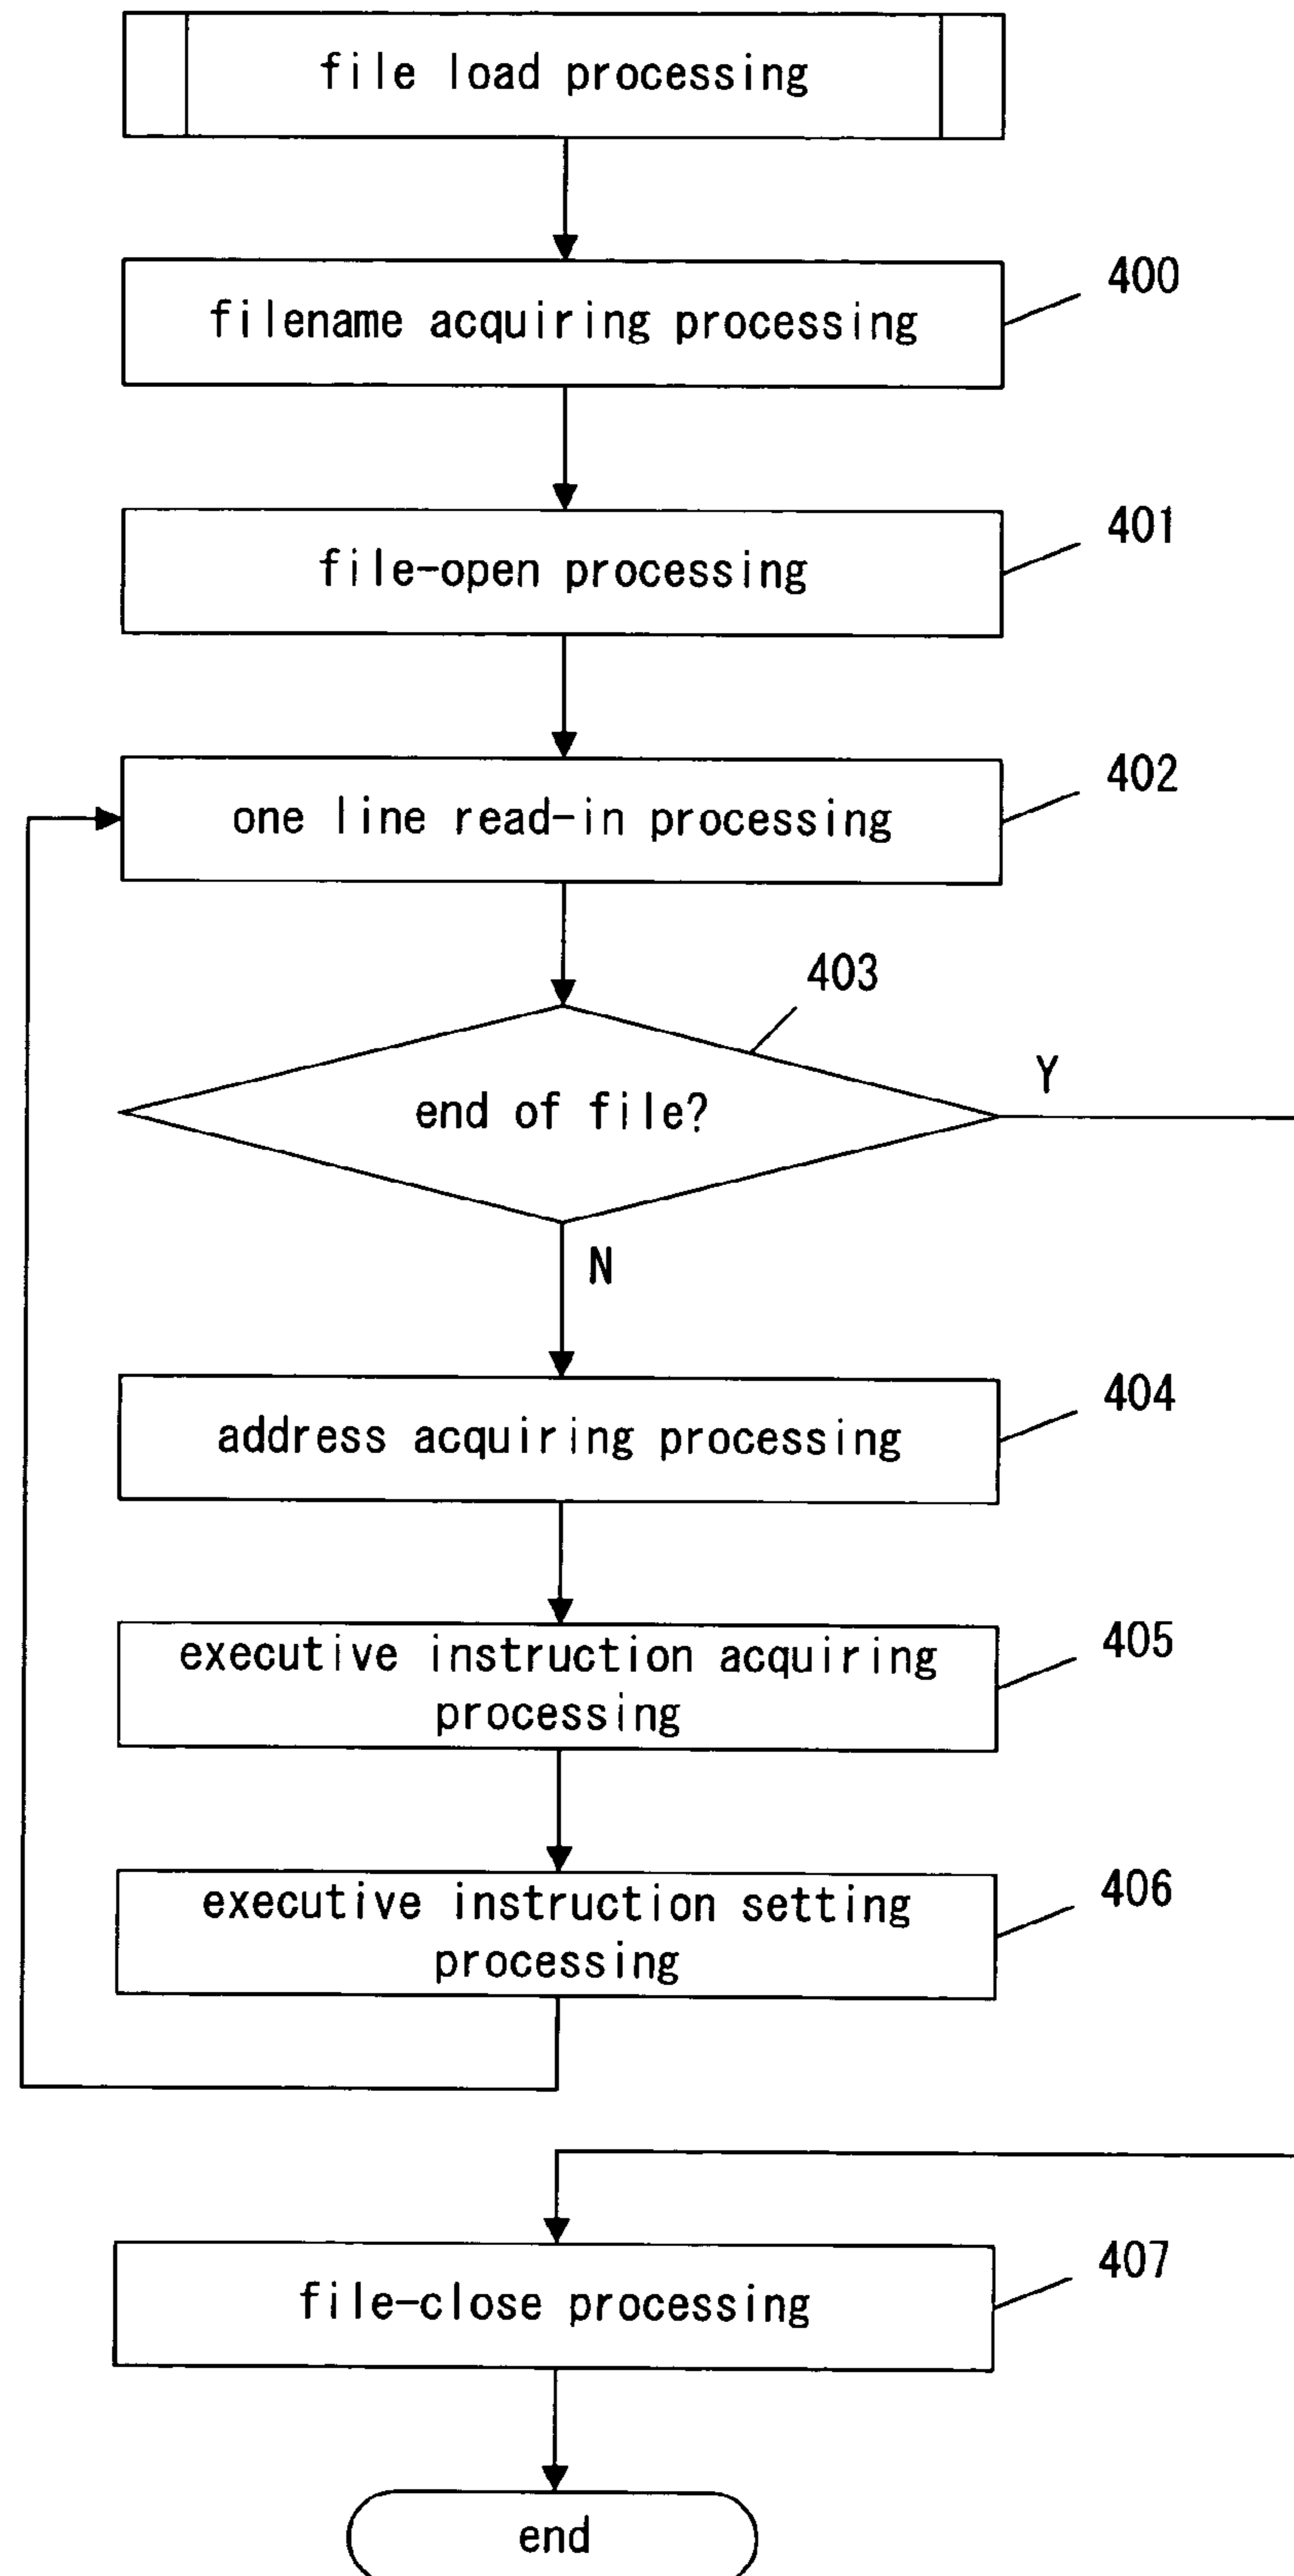 file load processing
filename acquiring processing
400
file-open processing
401
one line read-in processing
402
403
end of file?
Y
N
address acquiring processing
404
executive instruction acquiring
processing
405
executive instruction setting
processing
406
file-close processing
407
end